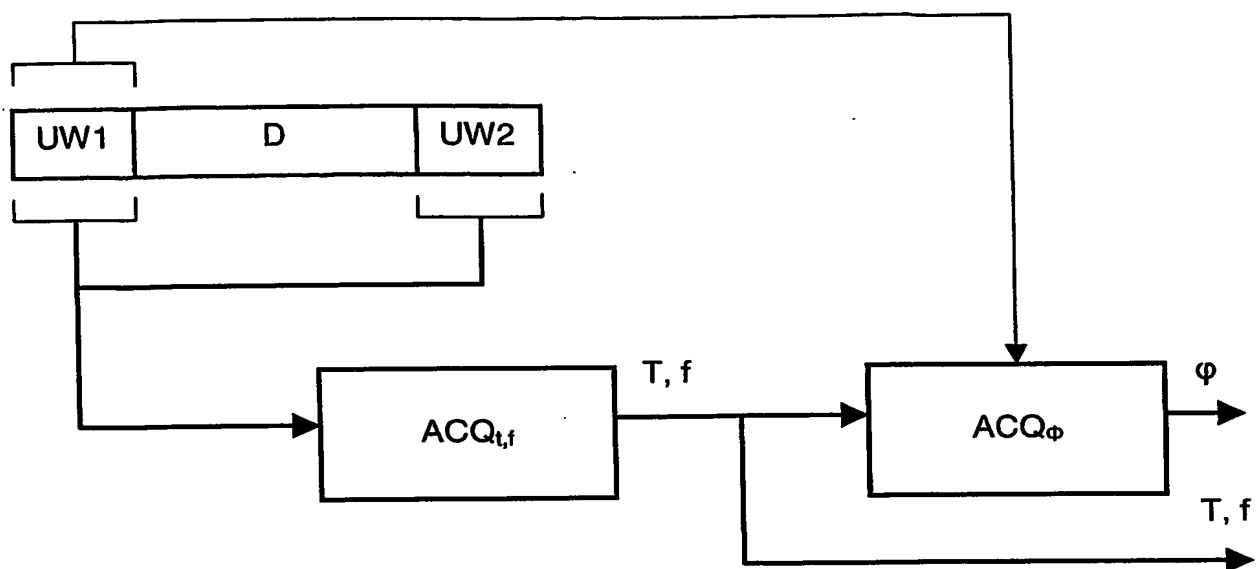 UW1 D UW2
T, f φ
ACQt,f ACQΦ
T, f